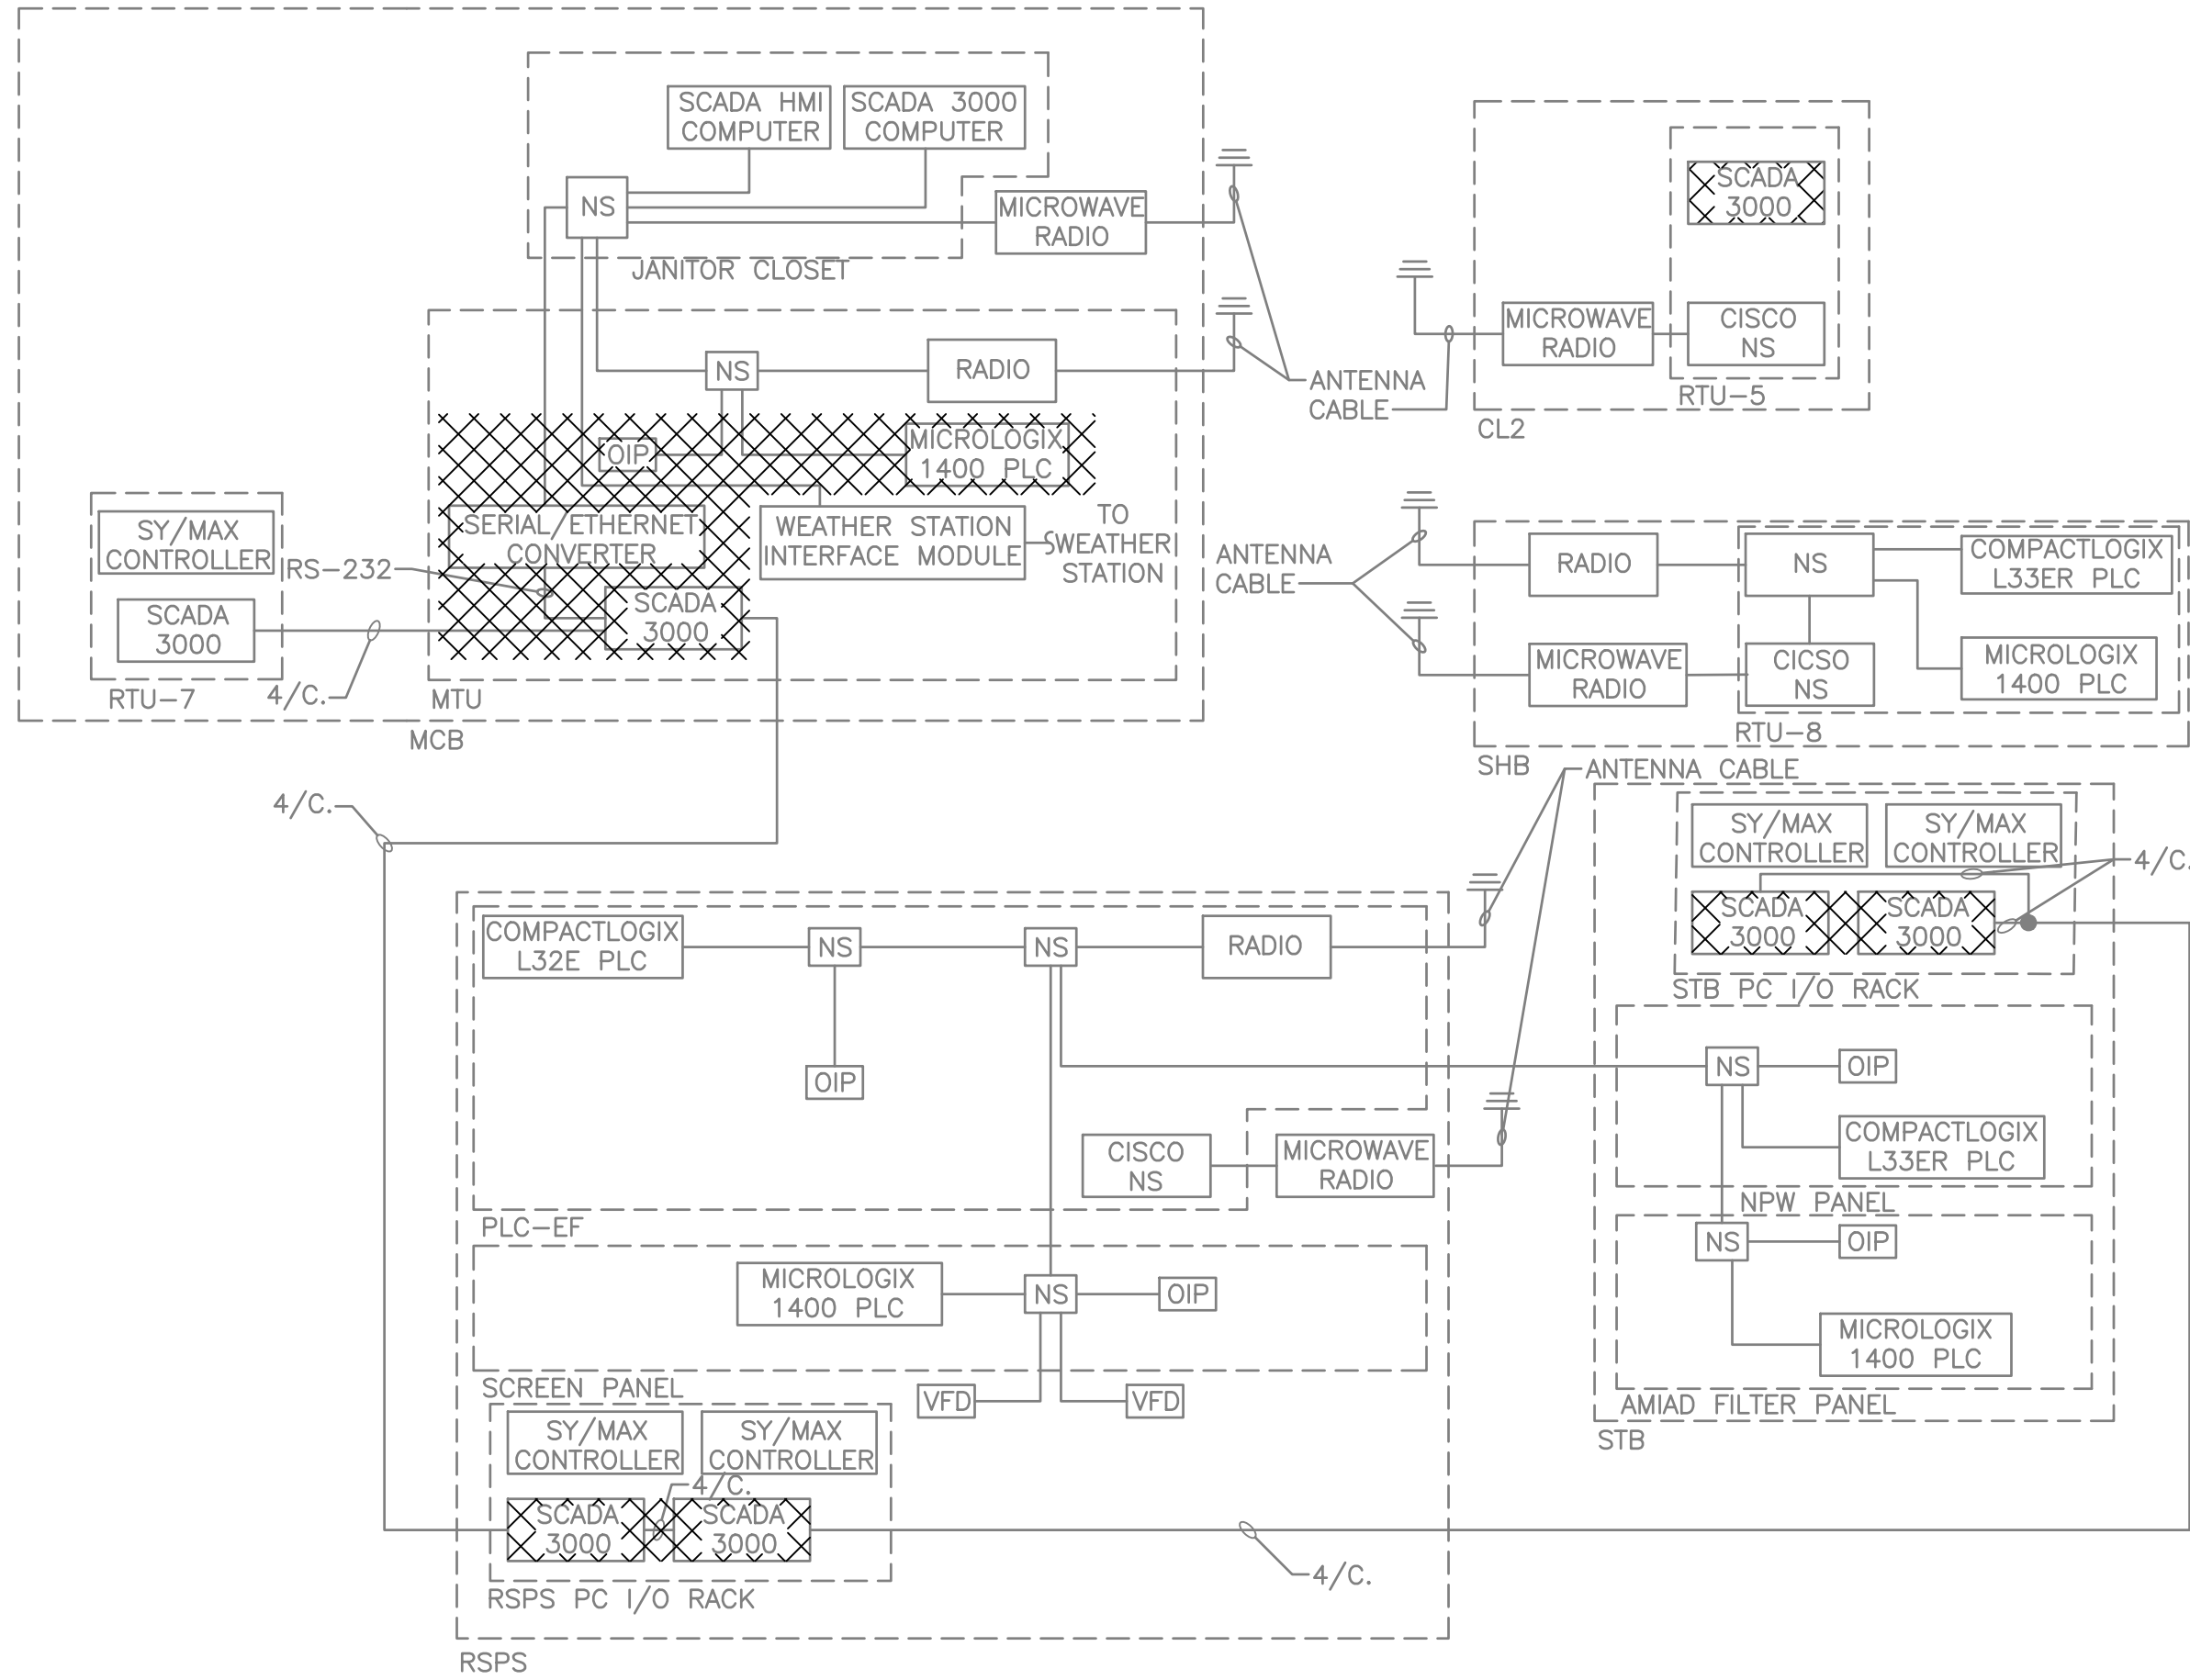 SCADA HMI
COMPUTER
SCADA 3000
COMPUTER
NS
MICROWAVE
RADIO
JANITOR CLOSET
NS
RADIO
OIP
MICROLOGIX
1400 PLC
SERIAL/ETHERNET
CONVERTER
WEATHER STATION
INTERFACE MODULE
TO
WEATHER
STATION
SY/MAX
CONTROLLER
RS-232
SCADA
3000
SCADA
3000
RTU-7
4/C.
MTU
MCB
ANTENNA
CABLE
SCADA
3000
MICROWAVE
RADIO
CISCO
NS
RTU-5
CL2
ANTENNA
CABLE
RADIO
NS
COMPACTLOGIX
L33ER PLC
MICROWAVE
RADIO
CICSO
NS
MICROLOGIX
1400 PLC
RTU-8
SHB
ANTENNA CABLE
4/C.
SY/MAX
CONTROLLER
SY/MAX
CONTROLLER
4/C.
SCADA
3000
SCADA
3000
STB PC I/O RACK
COMPACTLOGIX
L32E PLC
NS
NS
RADIO
OIP
CISCO
NS
MICROWAVE
RADIO
PLC-EF
NS
OIP
COMPACTLOGIX
L33ER PLC
NPW PANEL
NS
OIP
MICROLOGIX
1400 PLC
AMIAD FILTER PANEL
STB
MICROLOGIX
1400 PLC
NS
OIP
SCREEN PANEL
VFD
VFD
SY/MAX
CONTROLLER
SY/MAX
CONTROLLER
4/C.
SCADA
3000
SCADA
3000
RSPS PC I/O RACK
4/C.
RSPS